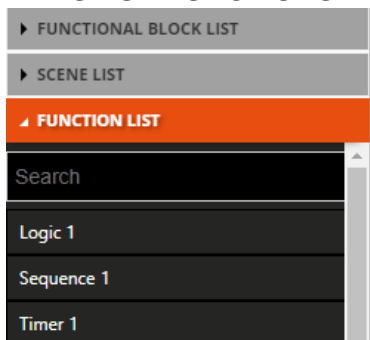 FUNCTIONAL BLOCK LIST
SCENE LIST
FUNCTION LIST
Search
Logic 1
Sequence 1
Timer 1